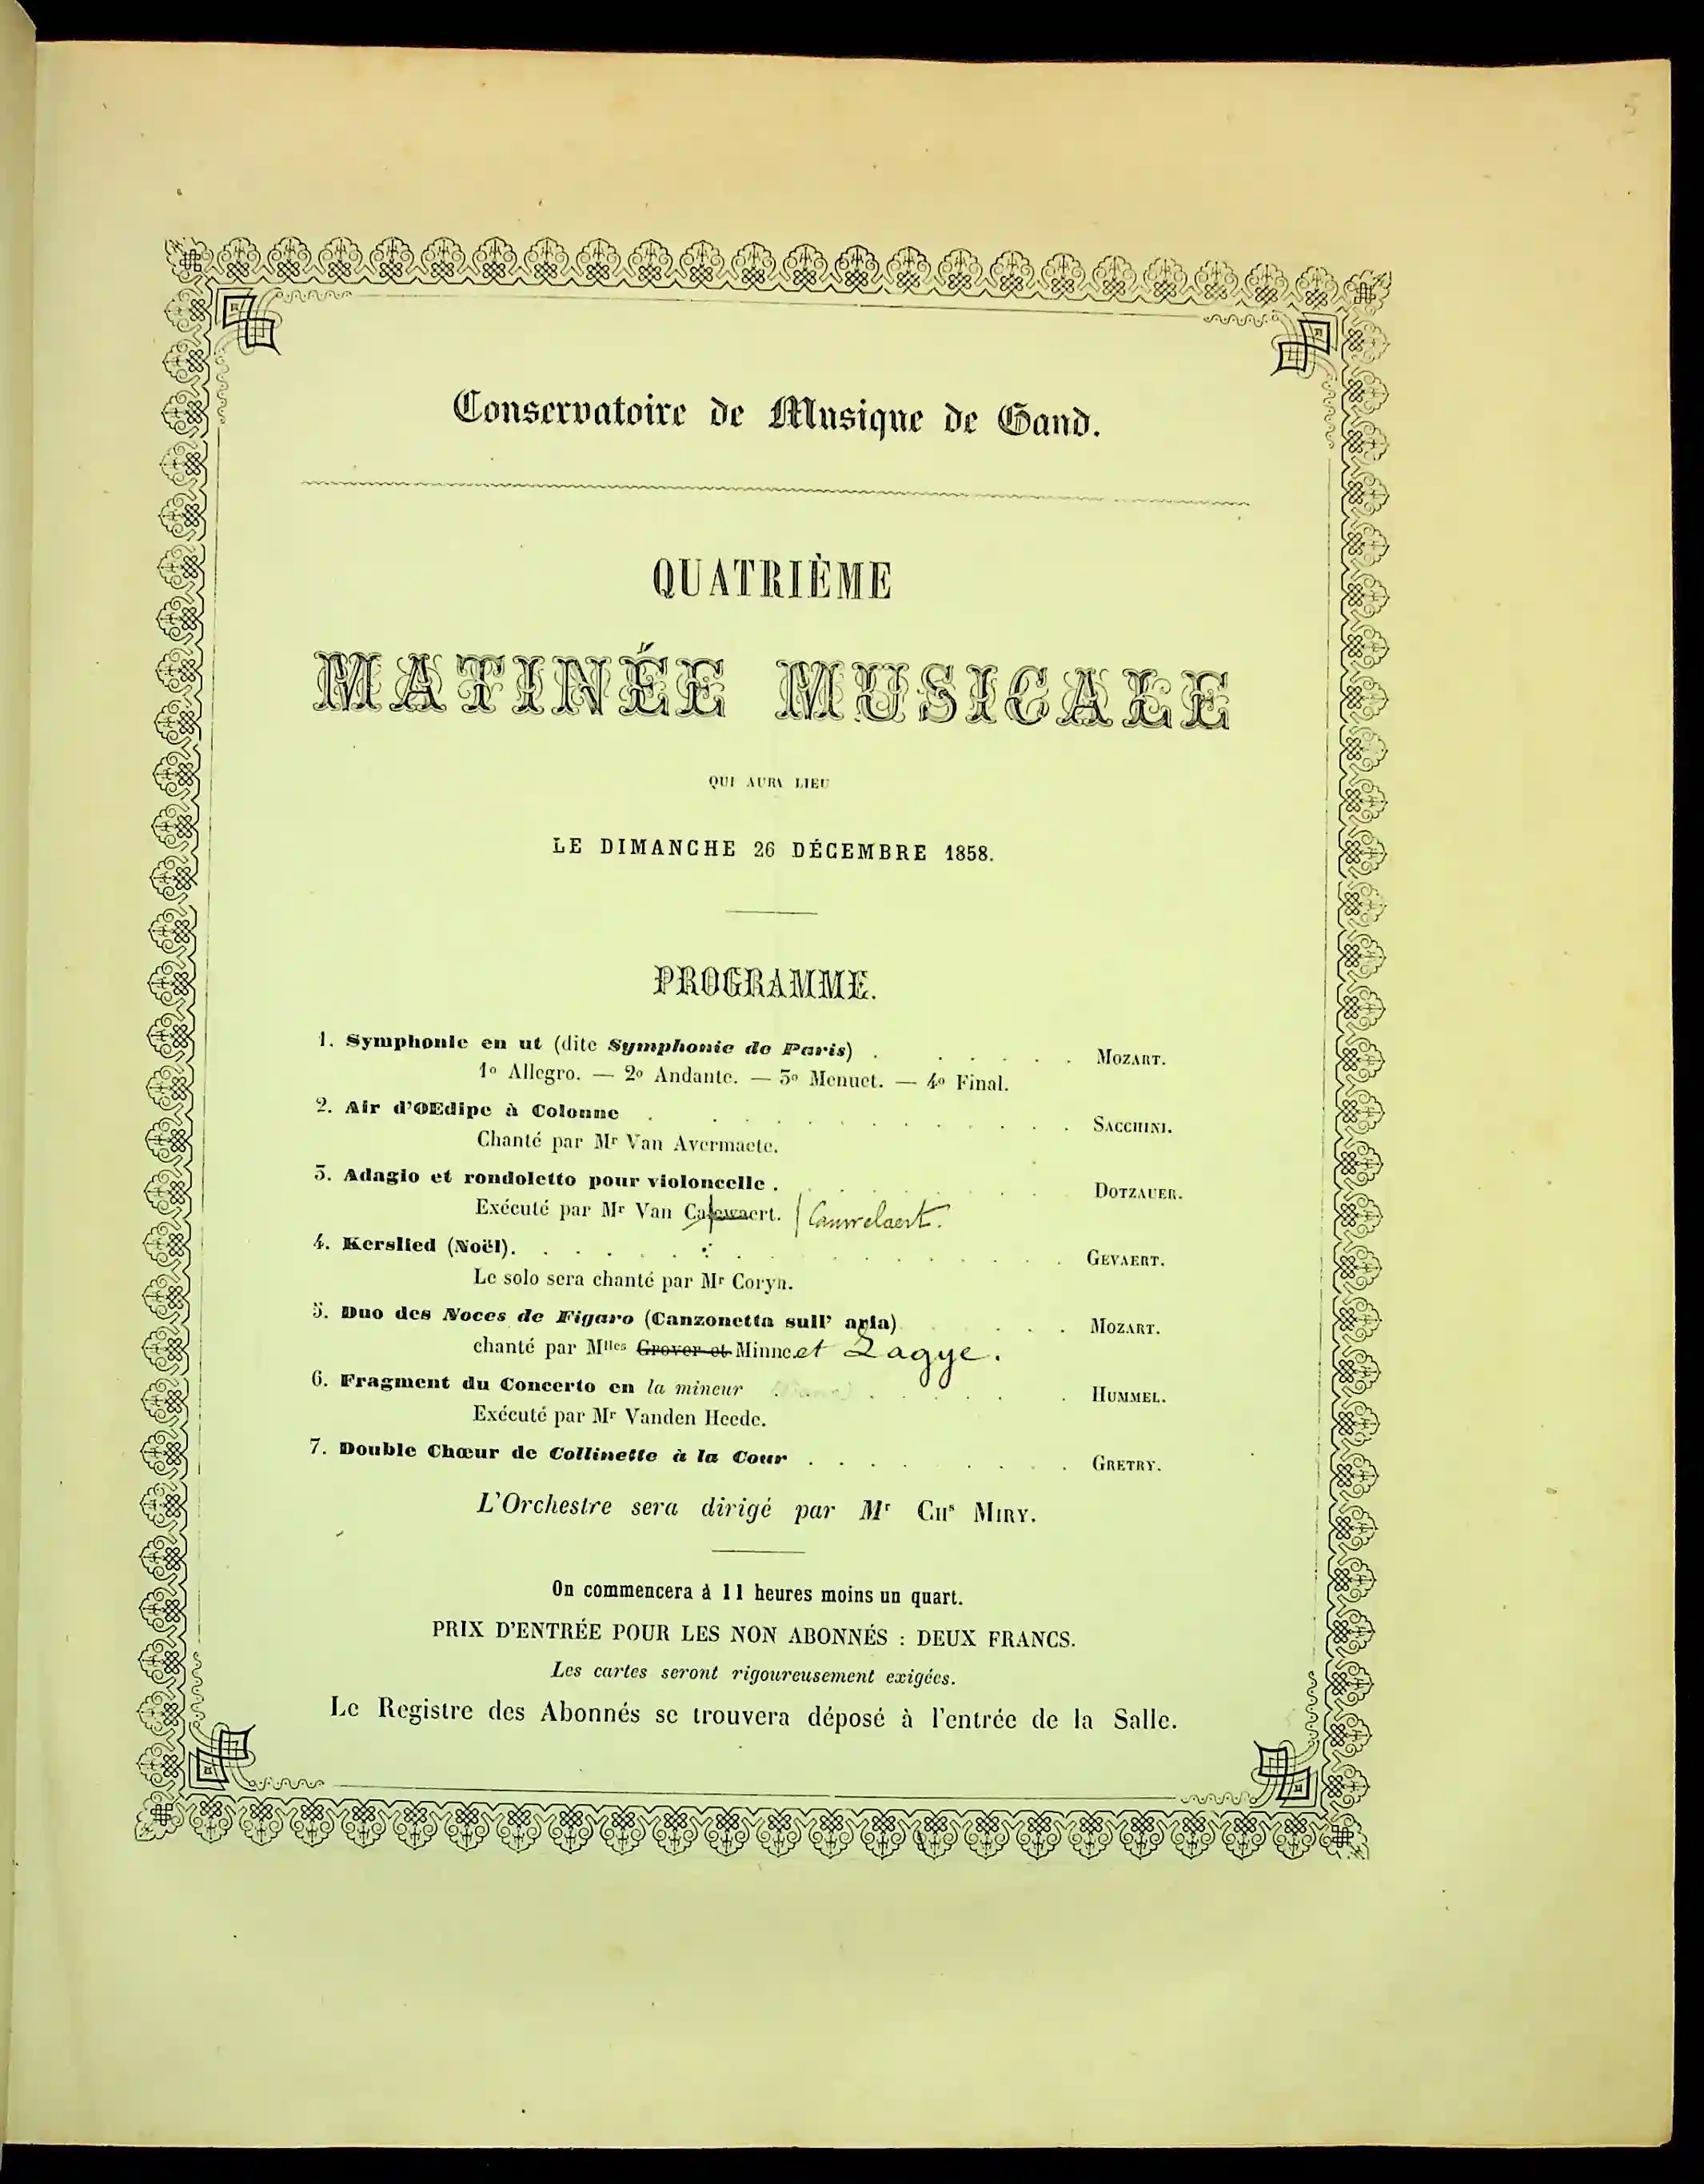 Conservatoire de Musique de Gand.
QUATRIÈME
MATINÉE MUSICALE
QUI AURA LIEU
LE DIMANCHE 26 DÉCEMBRE 1858.
PROGRAMME.
1. Symphonie en ut (dite Symphonie de Paris) . . . . . . MOZART.
1º Allegro. — 2º Andante. — 3º Menuet. — 4º Final.
2. Air d'OEdipe à Colonne . . . . . . . . . . . SACCHINI.
Chanté par Mr Van Avermaete.
3. Adagio et rondoletto pour violoncelle . . . . . . DOTZAUER.
Exécuté par Mr Van / Cauwelaert.
4. Kerslied (Noël). . . . . . . . . . . . . . GEVAERT.
Le solo sera chanté par Mr Coryn.
5. Duo des Noces de Figaro (Canzonetta sull' aria) . . . . . MOZART.
chanté par Mlles Grover et Minne et Lagye.
6. Fragment du Concerto en la mineur . . . . . HUMMEL.
Exécuté par Mr Vanden Heede.
7. Double Chœur de Collinette à la Cour . . . . . . . . GRETRY.
L'Orchestre sera dirigé par Mr CHs MIRY.
On commencera à 11 heures moins un quart.
PRIX D'ENTRÉE POUR LES NON ABONNÉS : DEUX FRANCS.
Les cartes seront rigoureusement exigées.
Le Registre des Abonnés se trouvera déposé à l'entrée de la Salle.